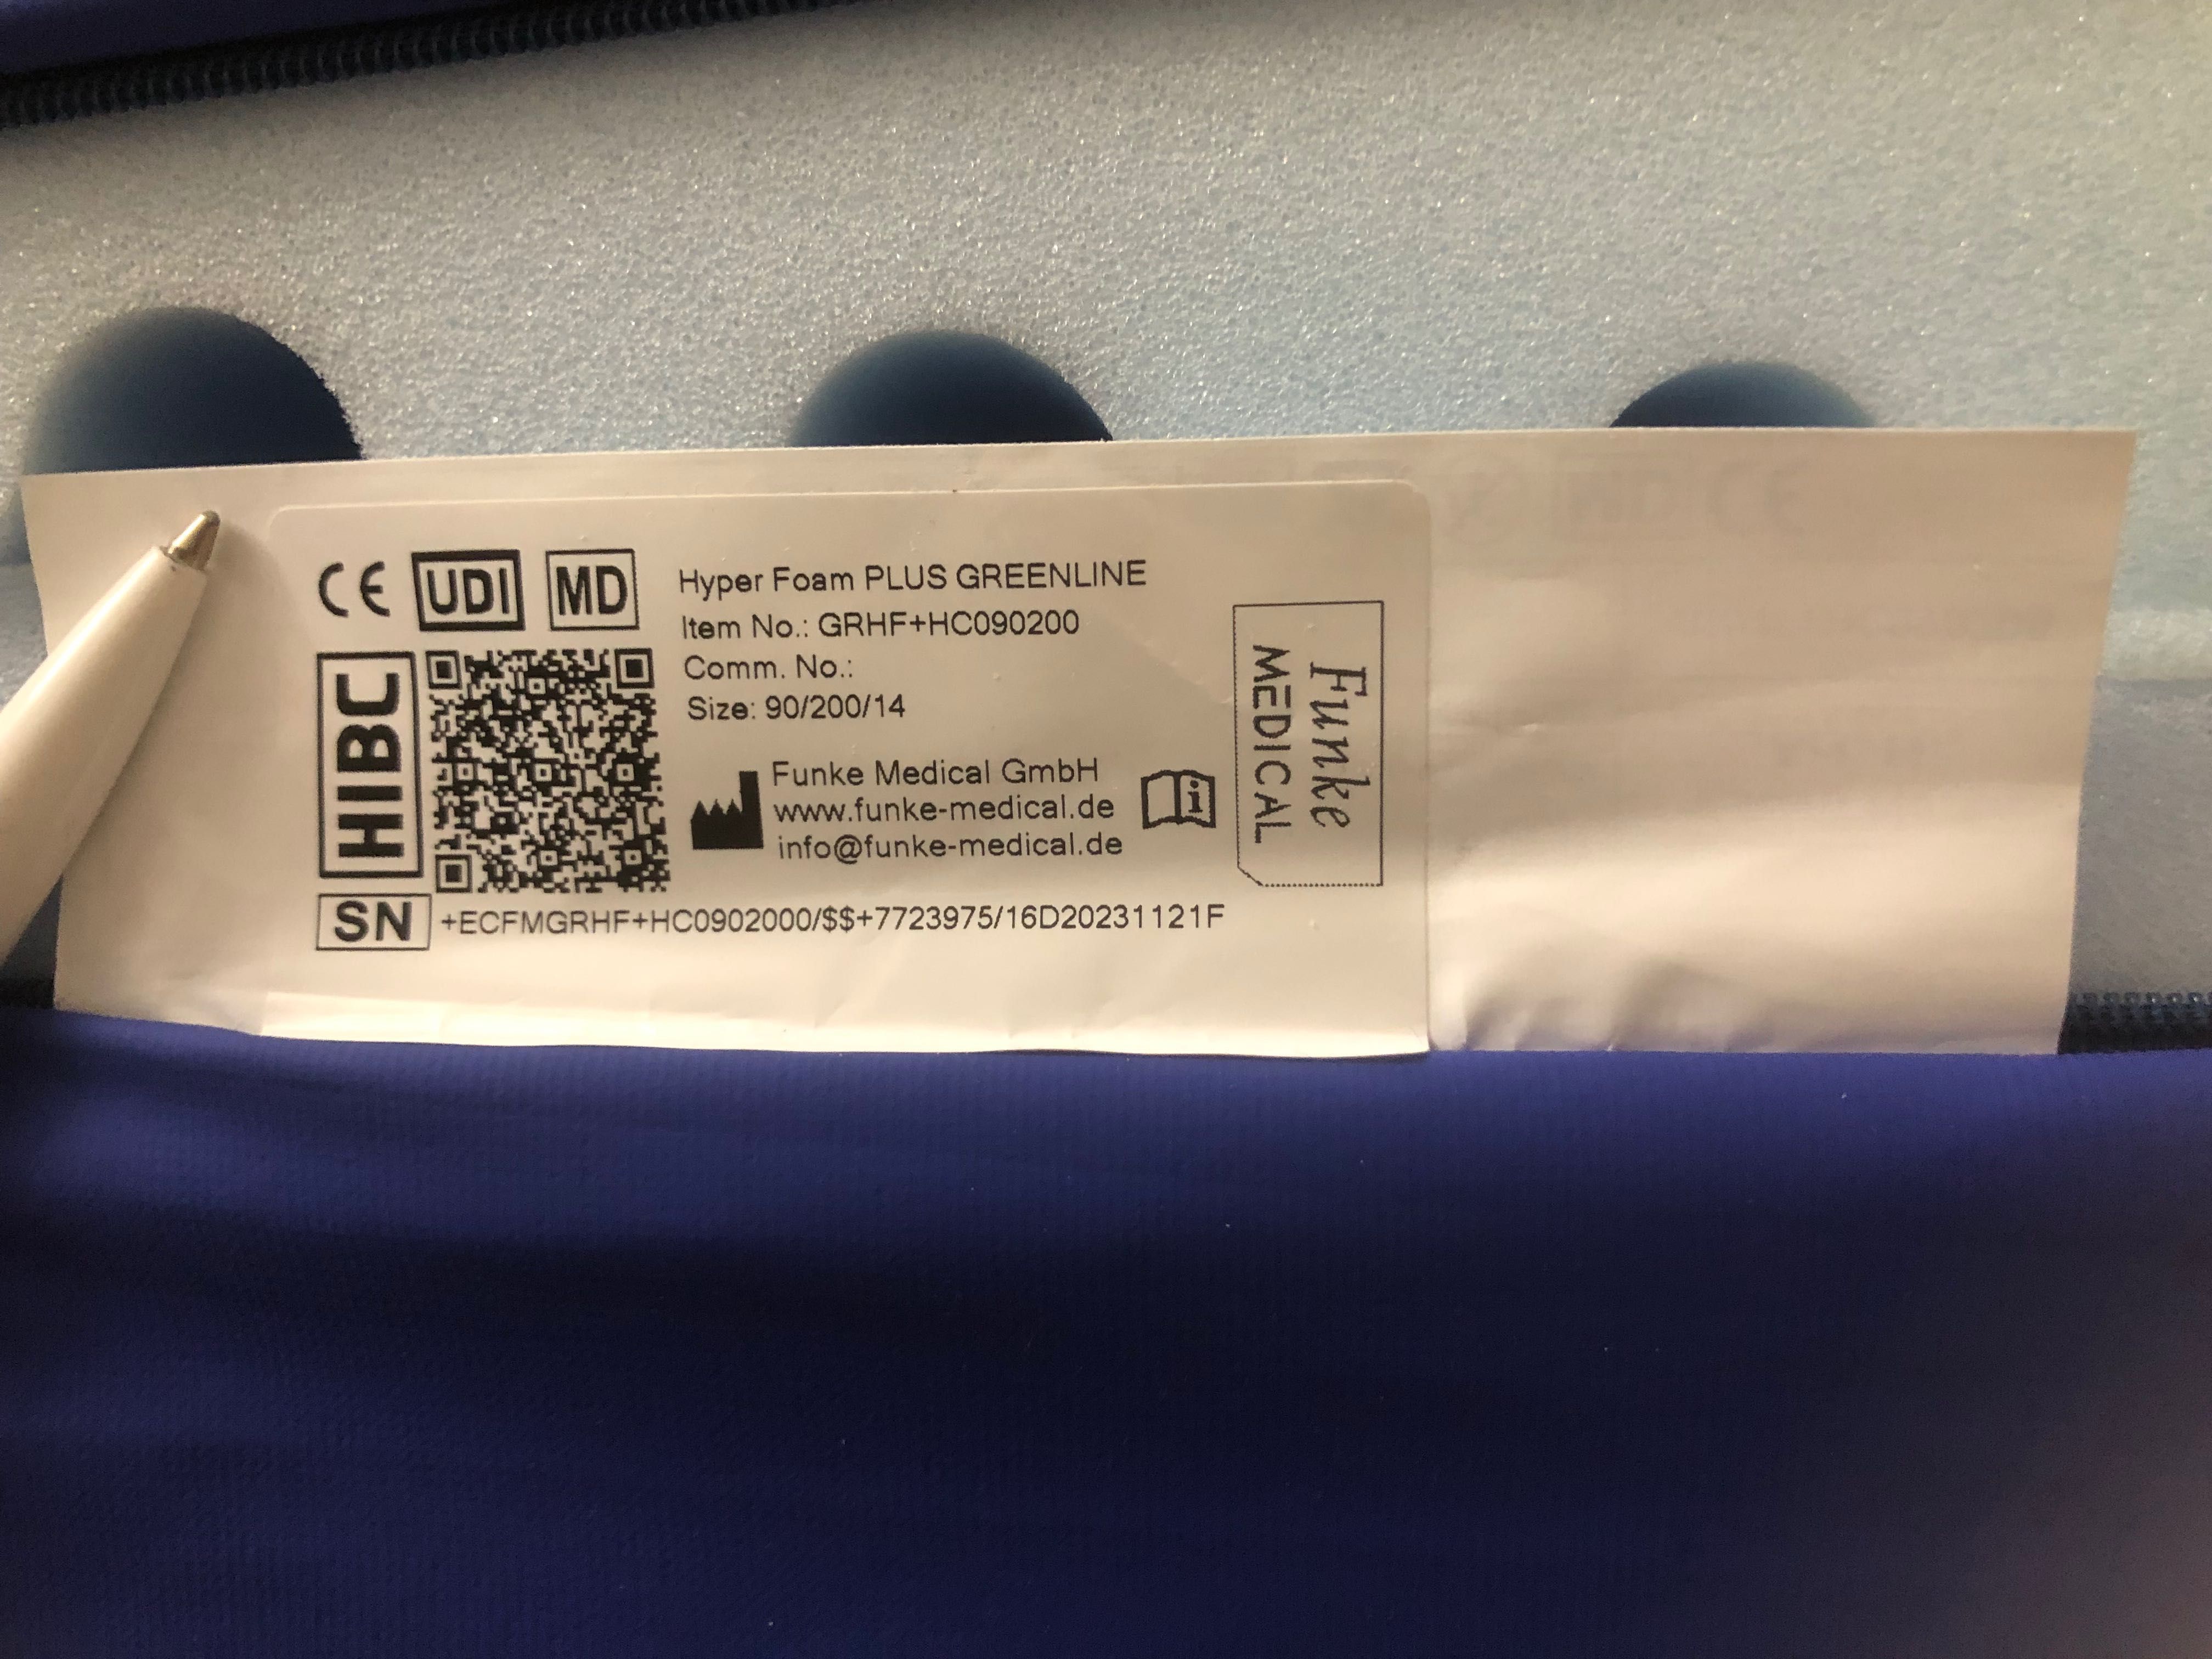 CE UDI MD
Hyper Foam PLUS GREENLINE
Item No.: GRHF+HC090200
Comm. No.:
Size: 90/200/14
HIBC
Funke Medical GmbH
www.funke-medical.de
info@funke-medical.de
Funke
MEDICAL
SN +ECFMGRHF+HC0902000/$$+7723975/16D20231121F